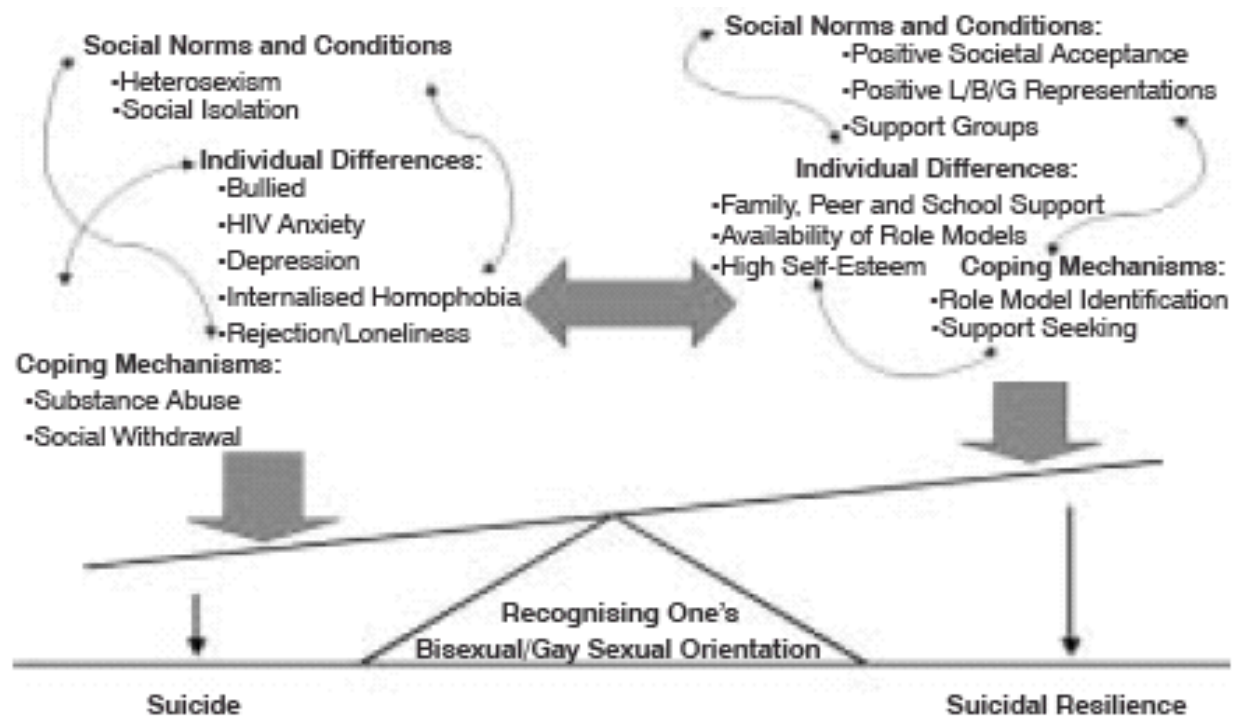 Social Norms and Conditions
•Heterosexism
•Social Isolation
Individual Differences:
•Bullied
•HIV Anxiety
•Depression
•Internalised Homophobia
•Rejection/Loneliness
Coping Mechanisms:
•Substance Abuse
•Social Withdrawal
Social Norms and Conditions:
•Positive Societal Acceptance
•Positive L/B/G Representations
•Support Groups
Individual Differences:
•Family, Peer and School Support
•Availability of Role Models
•High Self-Esteem
Coping Mechanisms:
•Role Model Identification
•Support Seeking
Recognising One's
Bisexual/Gay Sexual Orientation
Suicide
Suicidal Resilience